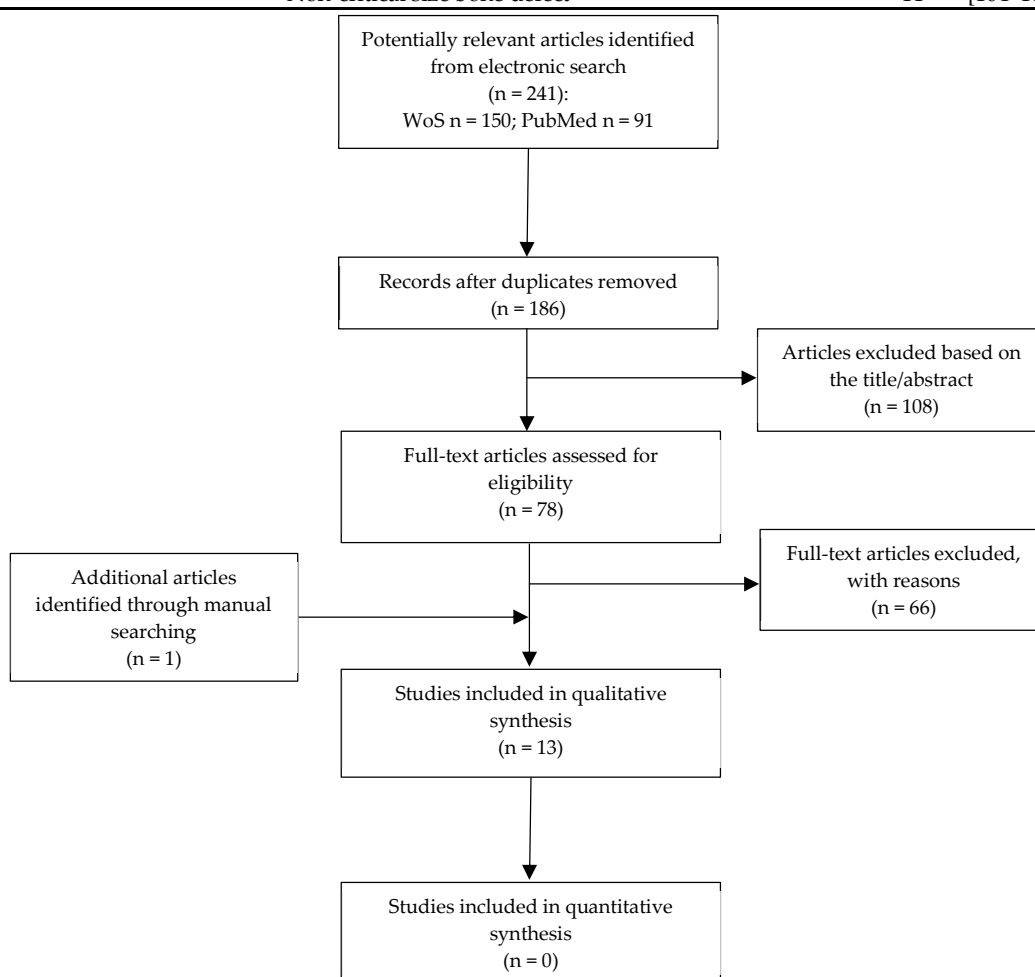 Potentially relevant articles identified
from electronic search
(n = 241):
WoS n = 150; PubMed n = 91
Records after duplicates removed
(n = 186)
Articles excluded based on
the title/abstract
(n = 108)
Full-text articles assessed for
eligibility
(n = 78)
Full-text articles excluded,
with reasons
(n = 66)
Additional articles
identified through manual
searching
(n = 1)
Studies included in qualitative
synthesis
(n = 13)
Studies included in quantitative
synthesis
(n = 0)